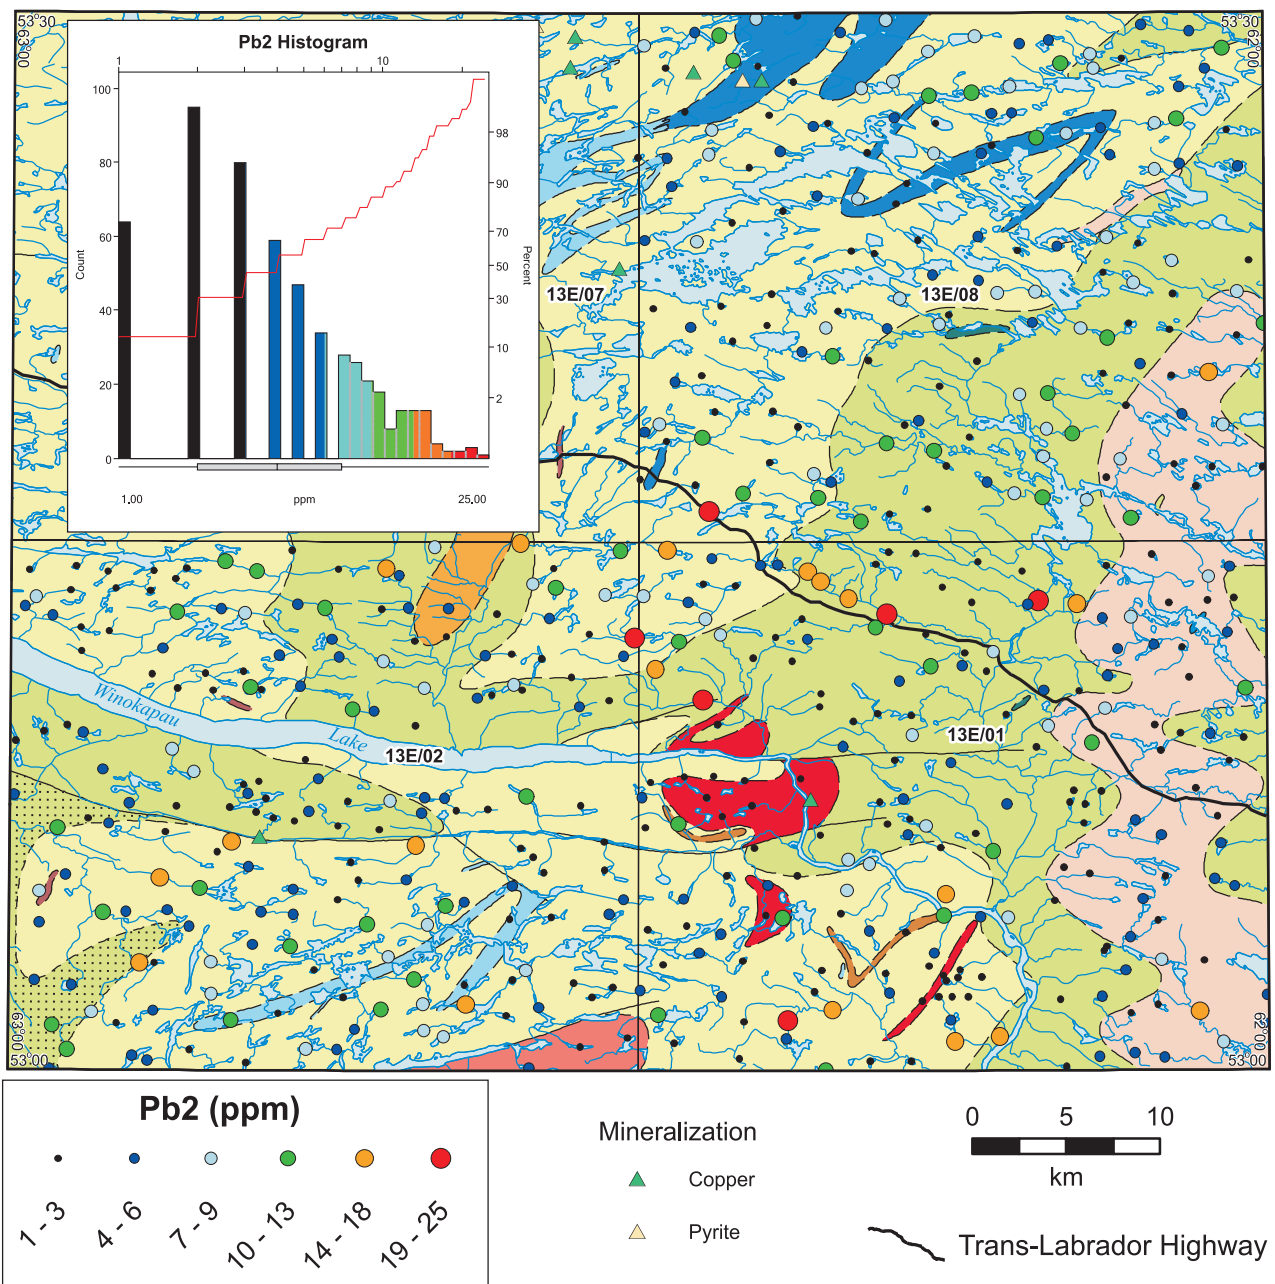 53°30
63°00
53°30
62°00
Pb2 Histogram
1
10
100
80
60
40
20
0
Count
98
90
70
50
30
10
2
Percent
1,00
ppm
25,00
13E/07
13E/08
Winokapau
Lake
13E/02
13E/01
63°00
53°00
62°00
53°00
Pb2 (ppm)
1 - 3
4 - 6
7 - 9
10 - 13
14 - 18
19 - 25
Mineralization
Copper
Pyrite
0 5 10
km
Trans-Labrador Highway